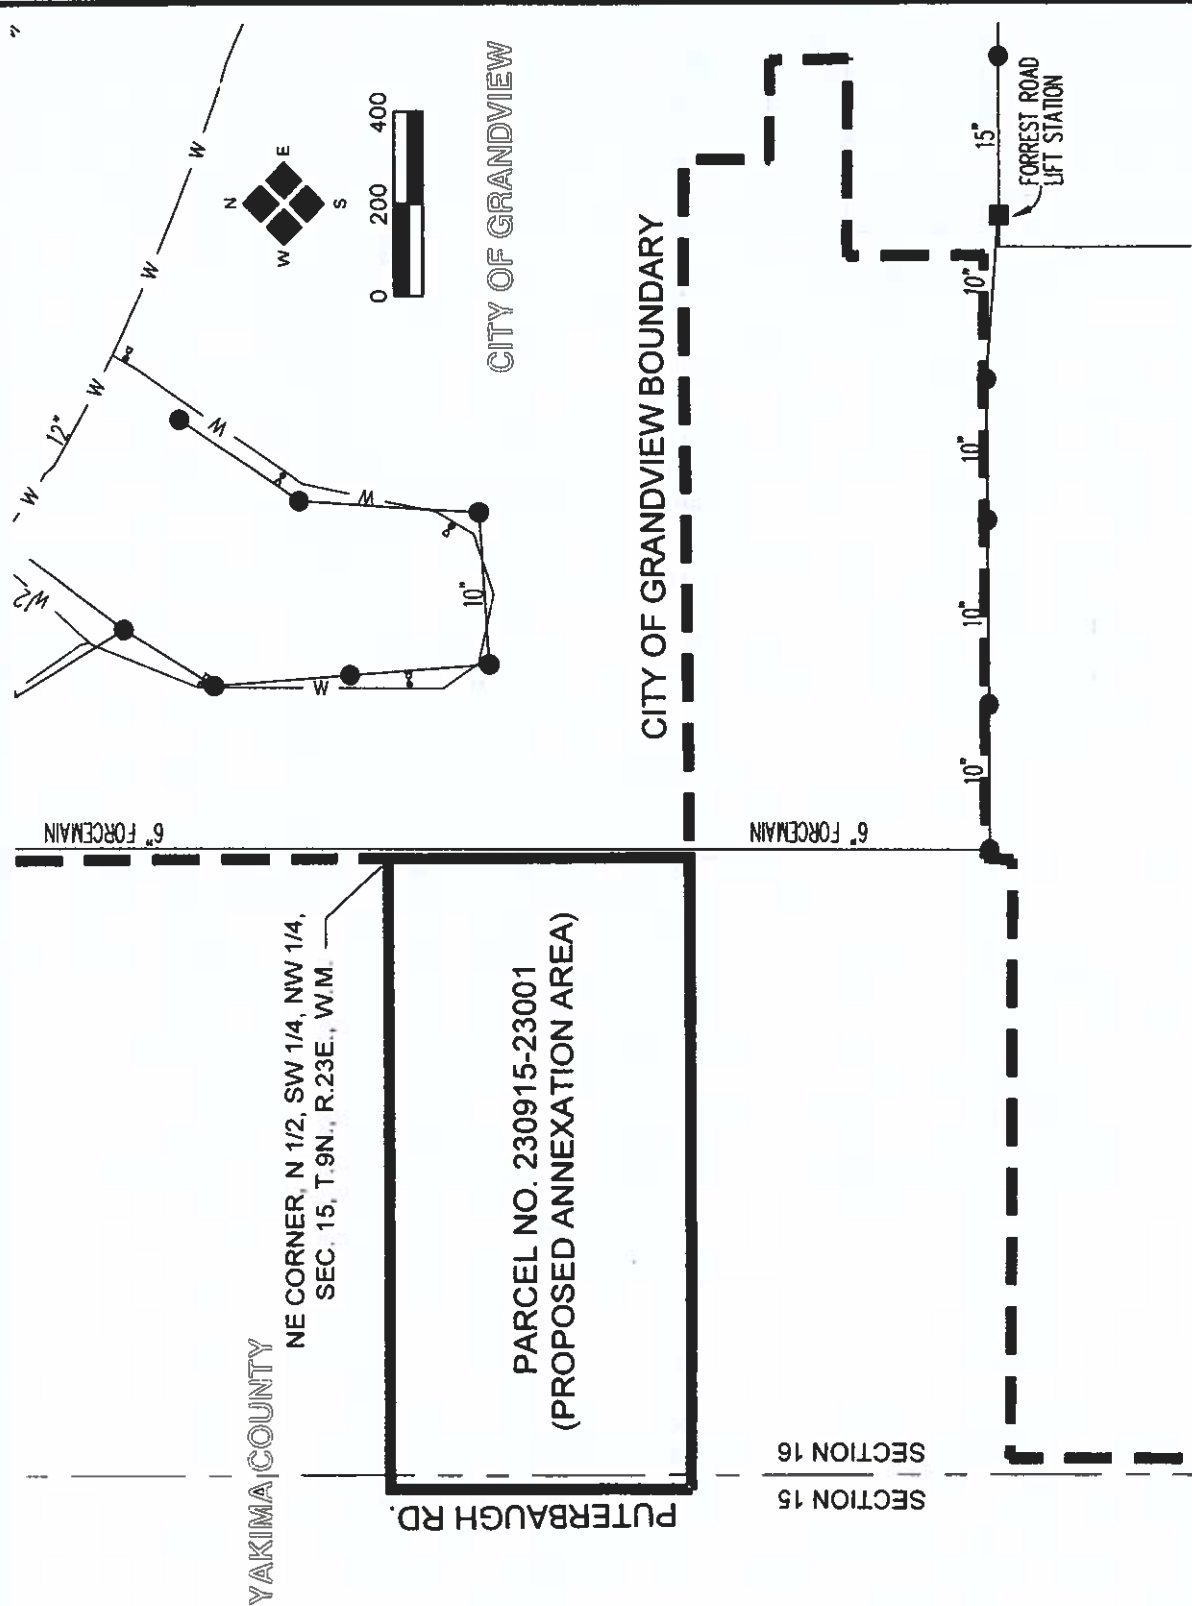 YAKIMA COUNTY
NE CORNER, N 1/2, SW 1/4, NW 1/4,
SEC. 15, T.9N., R.23E., W.M.
PARCEL NO. 230915-23001
(PROPOSED ANNEXATION AREA)
PUTERBAUGH RD.
SECTION 15
SECTION 16
6" FORCEMAIN
6" FORCEMAIN
CITY OF GRANDVIEW BOUNDARY
CITY OF GRANDVIEW
N
W
E
S
0
200
400
W
12"
W
W
W
W
W
W
W
10"
10"
10"
10"
10"
15"
FORREST ROAD
LIFT STATION